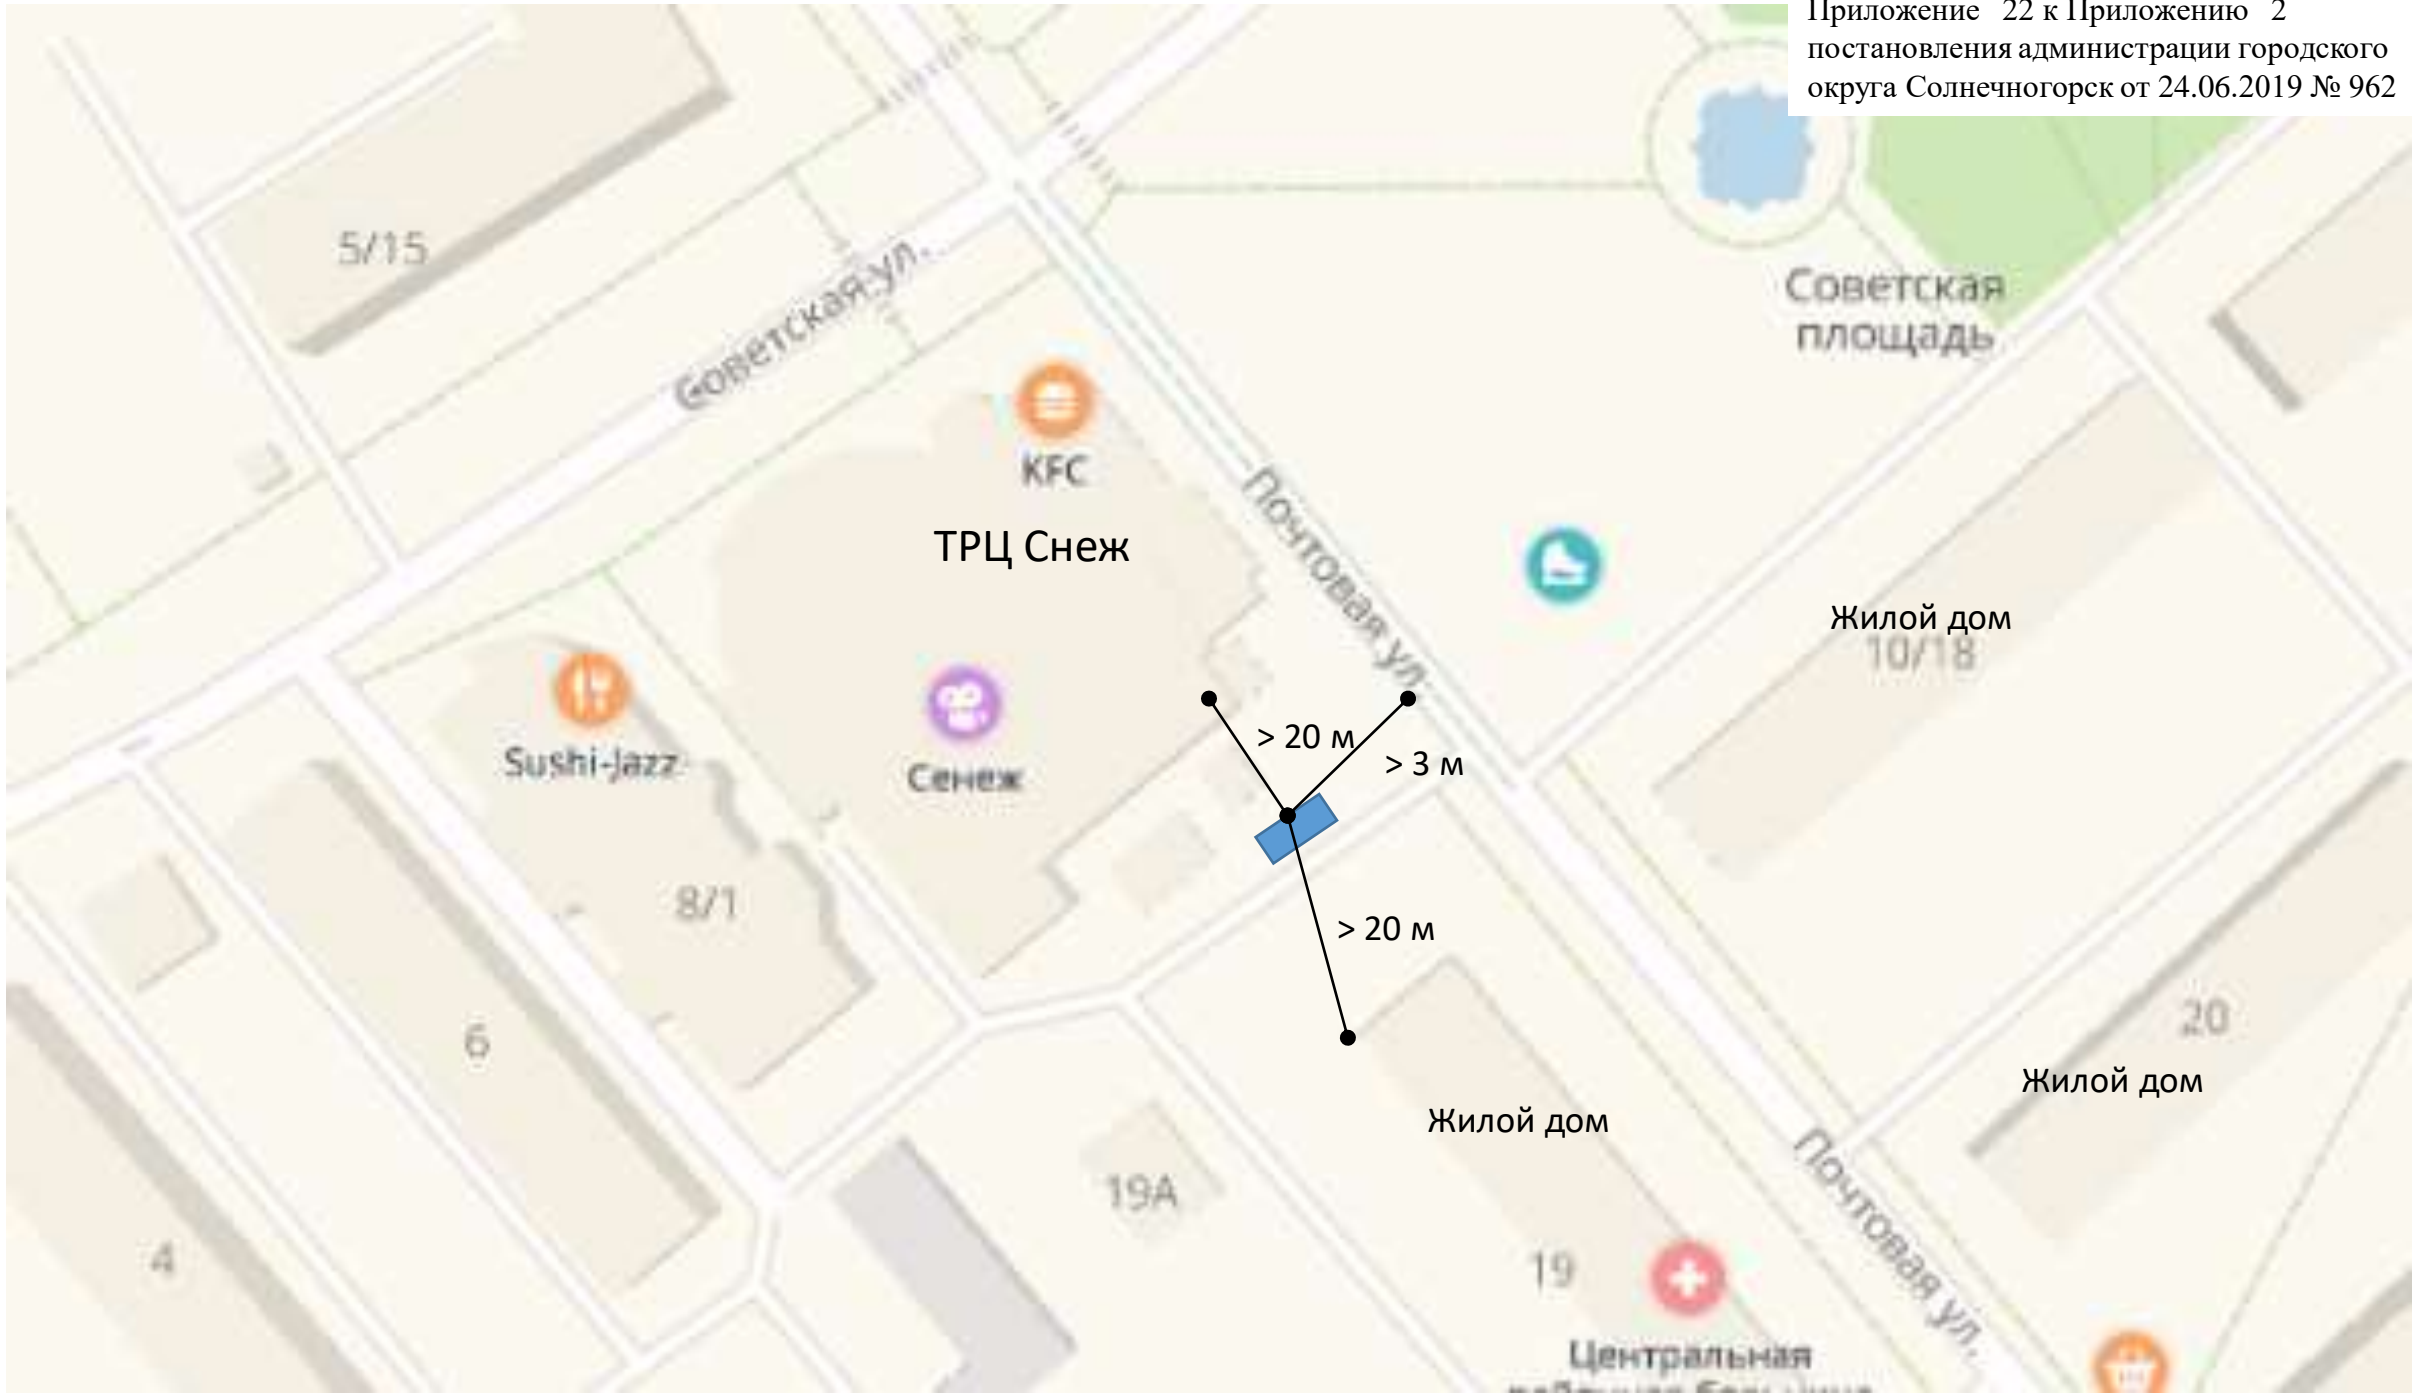 Приложение 22 к Приложению 2
постановления администрации городского
округа Солнечногорск от 24.06.2019 № 962
5/15
Советская ул.
Советская
площадь
KFC
ТРЦ Снеж
Почтовая ул.
Жилой дом
10/18
Sushi-Jazz
Сенеж
> 20 м
> 3 м
8/1
> 20 м
6
20
Жилой дом
Жилой дом
19А
4
19
Почтовая ул.
Центральная
районная больница